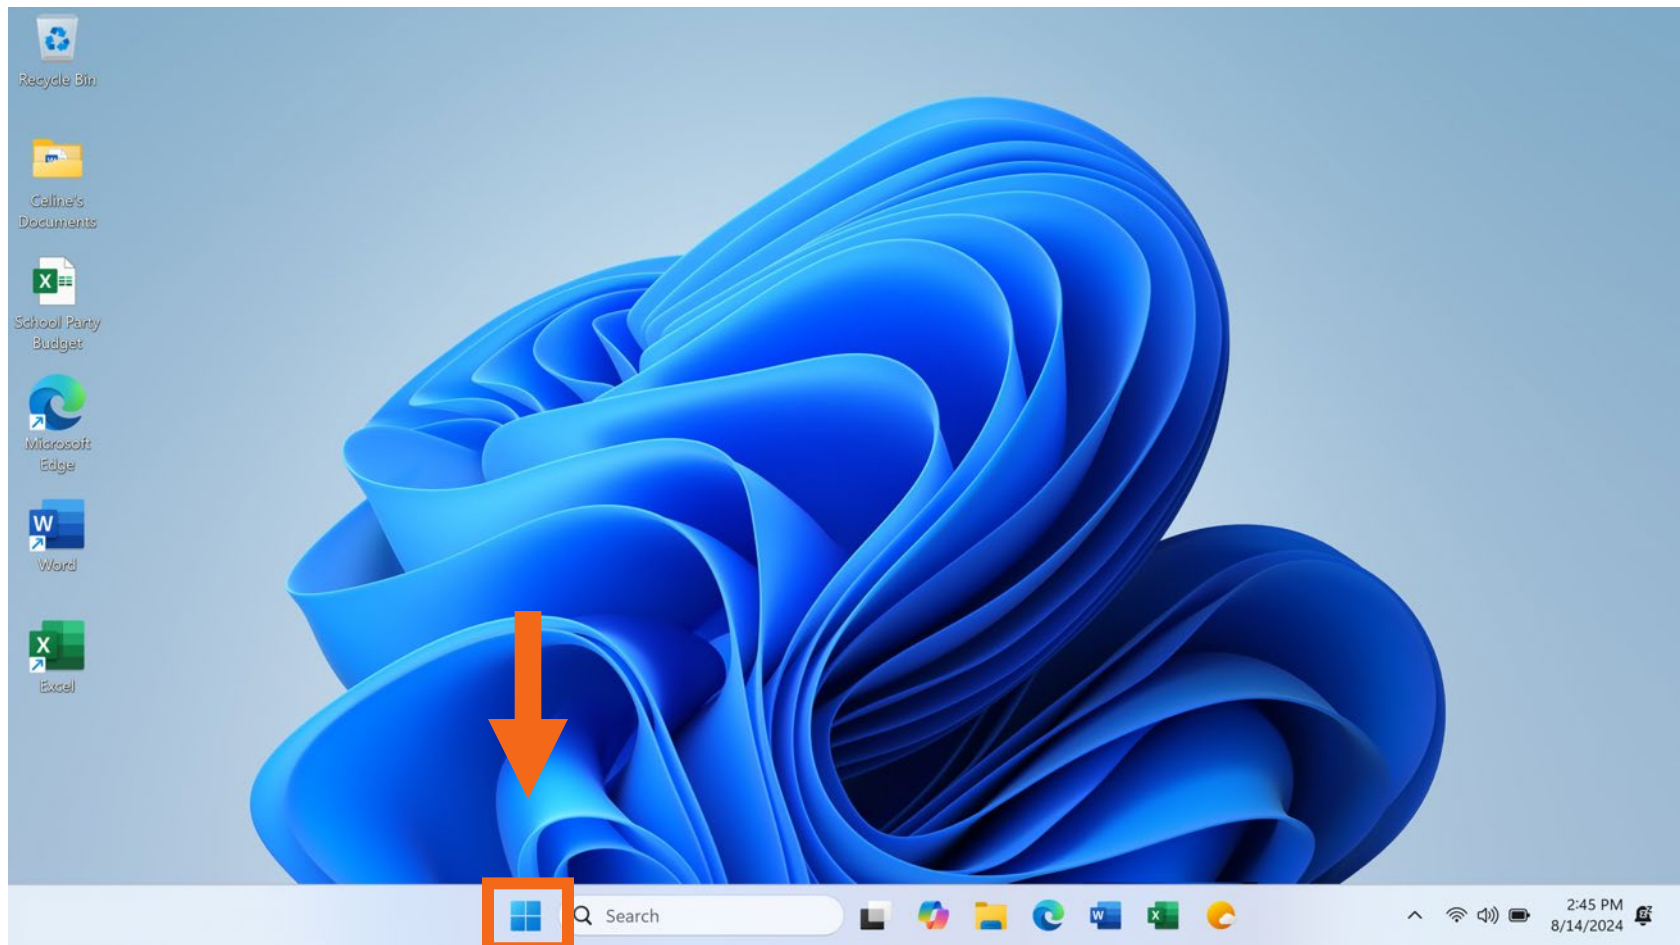 Recycle Bin
Celine's
Documents
School Party
Budget
Microsoft
Edge
Word
Excel
Search
2:45 PM
8/14/2024